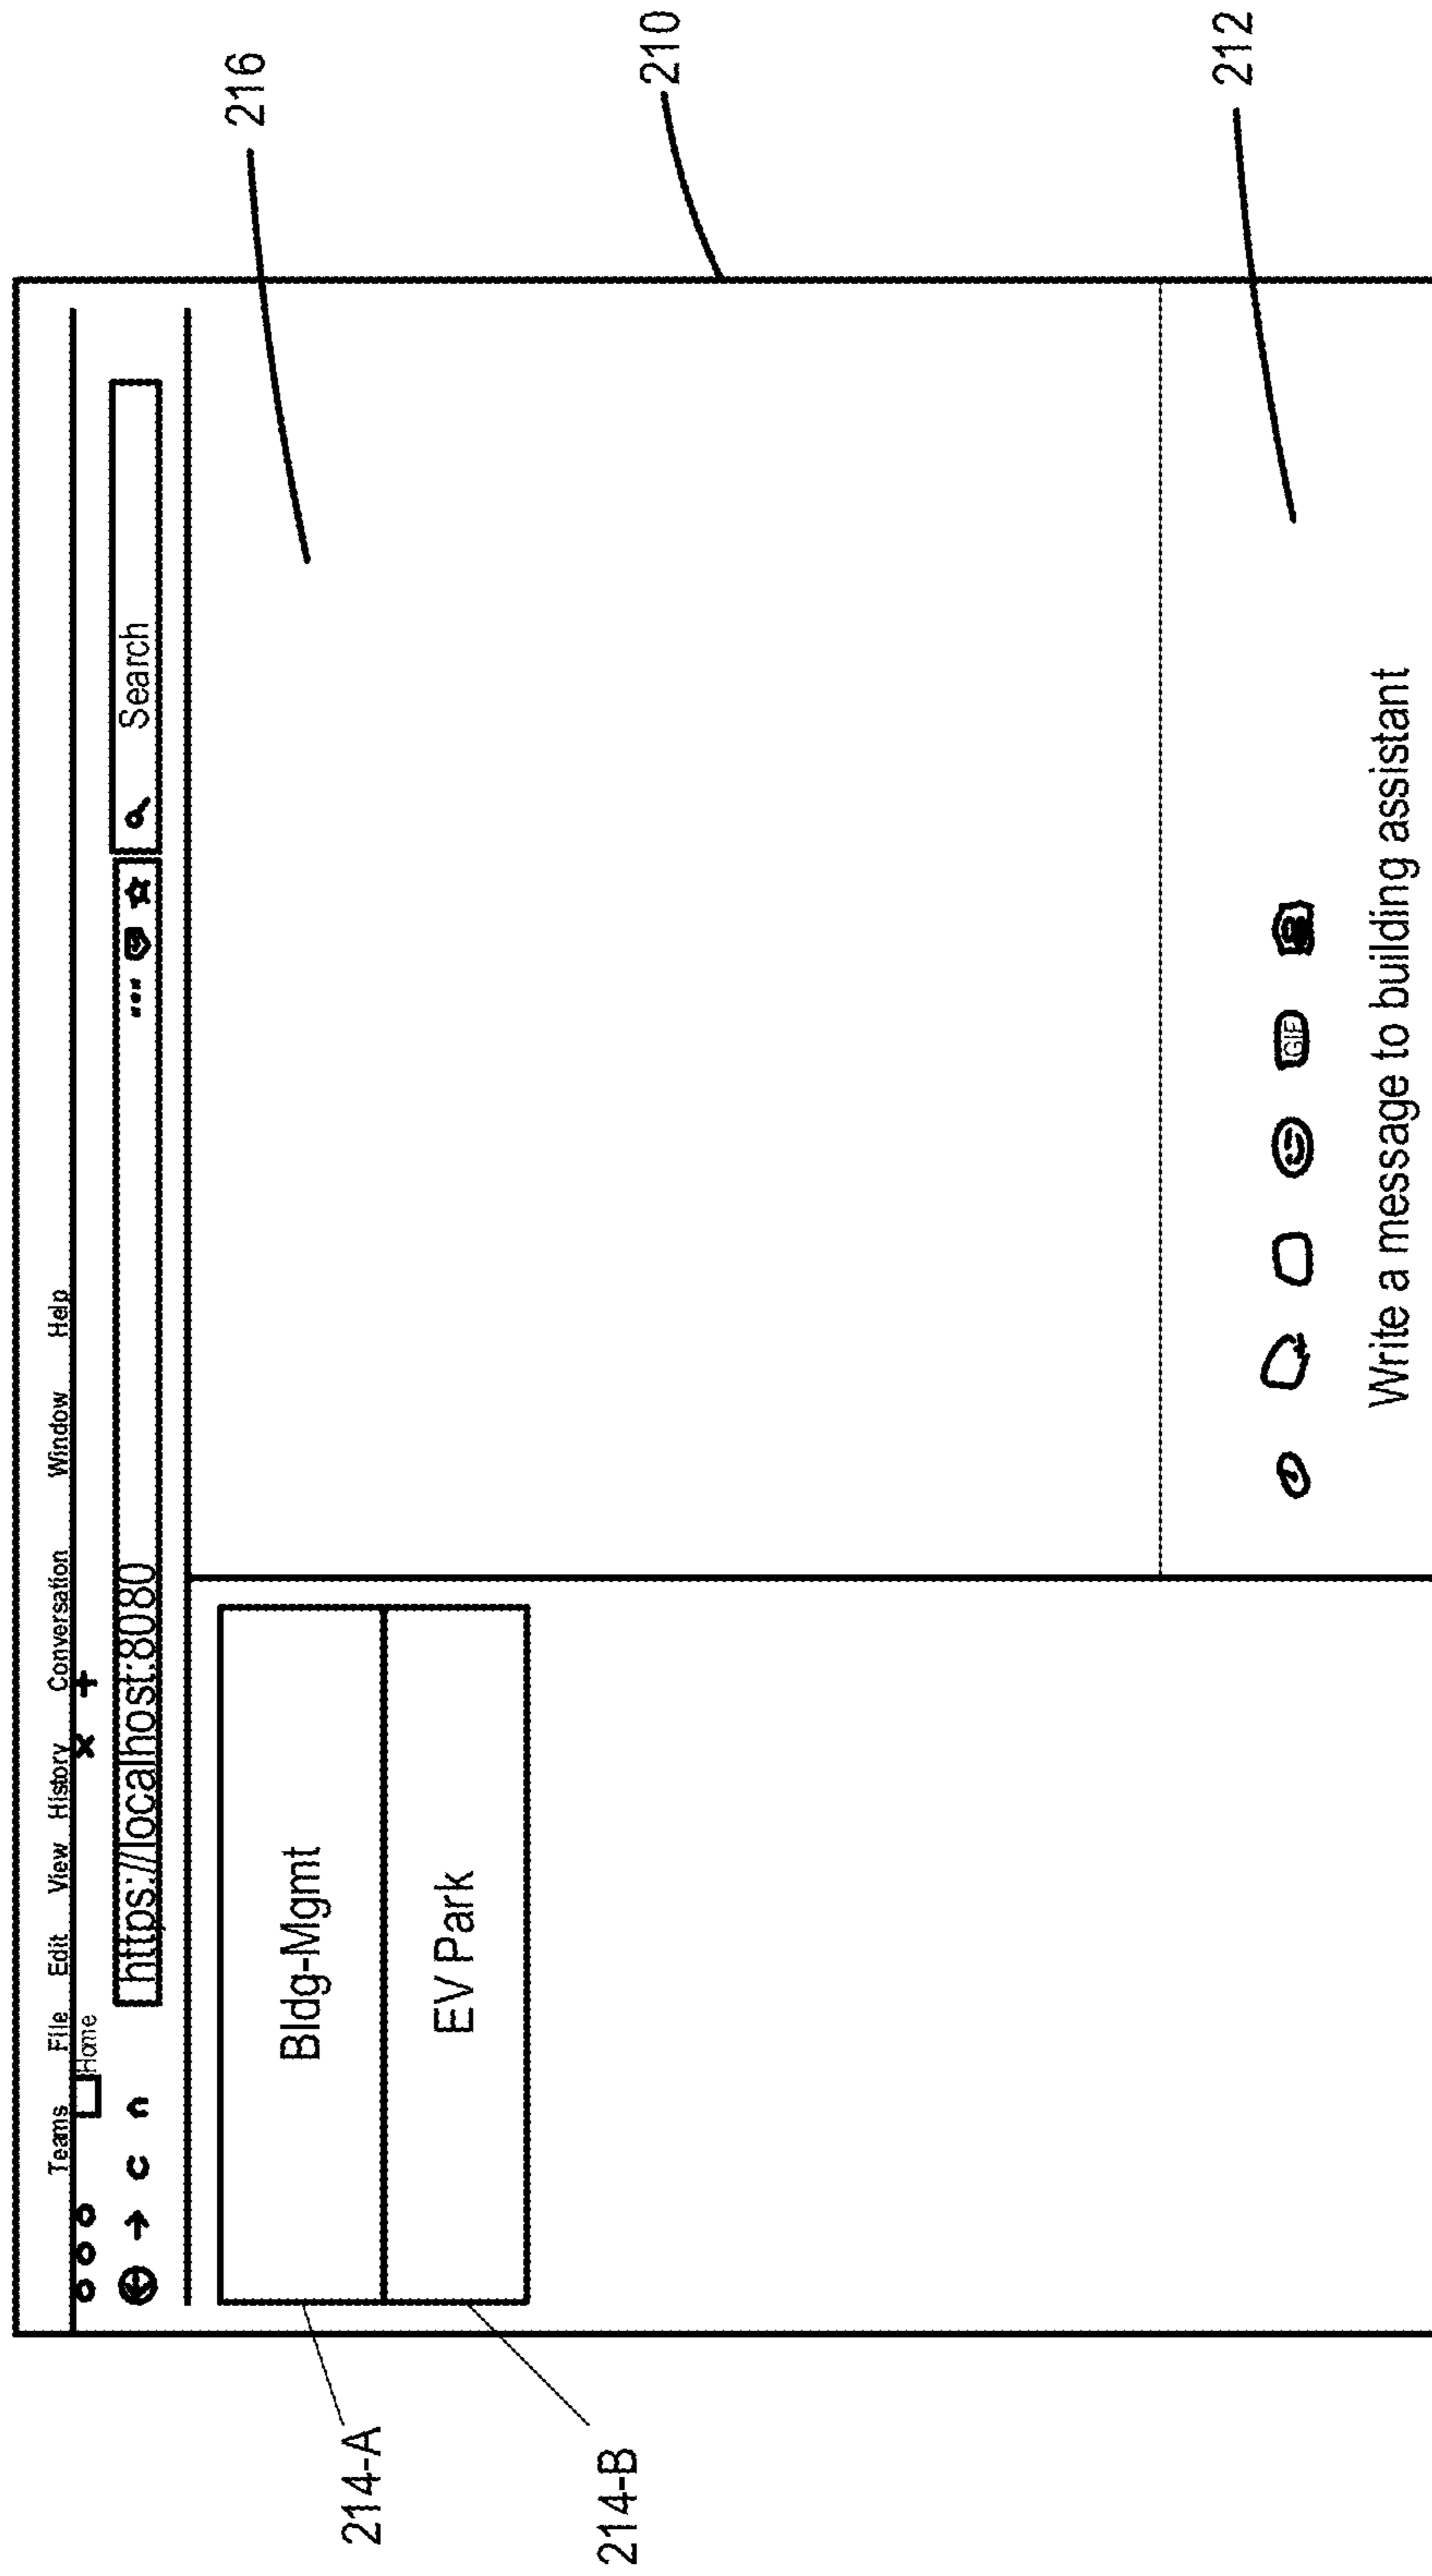 Teams File Edit View History Conversation Window Help
Home x +
https://localhost:8080 ... Search
216
214-A
Bldg-Mgmt
214-B
EV Park
210
212
GIF
Write a message to building assistant